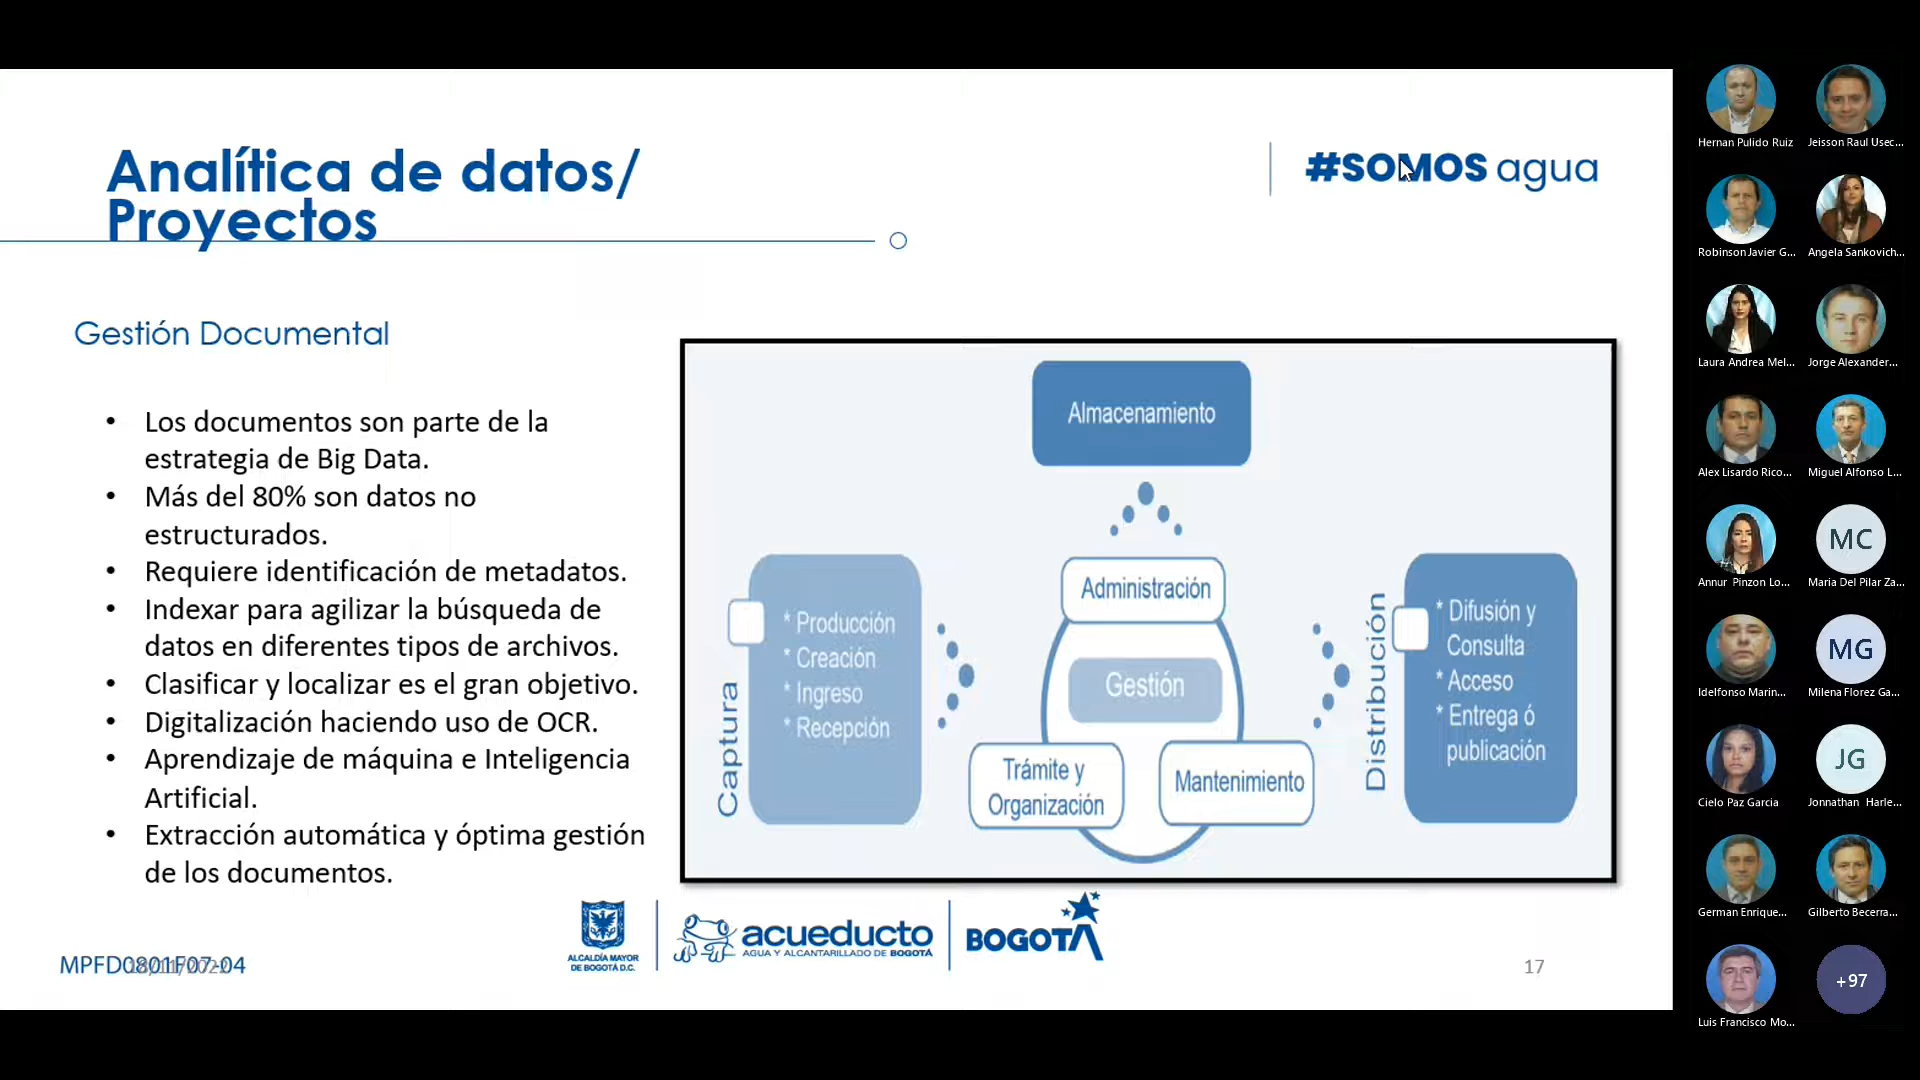 Analítica de datos/
Proyectos
#SOMOS agua
Gestión Documental
• Los documentos son parte de la
estrategia de Big Data.
• Más del 80% son datos no
estructurados.
• Requiere identificación de metadatos.
• Indexar para agilizar la búsqueda de
datos en diferentes tipos de archivos.
• Clasificar y localizar es el gran objetivo.
• Digitalización haciendo uso de OCR.
• Aprendizaje de máquina e Inteligencia
Artificial.
• Extracción automática y óptima gestión
de los documentos.
Almacenamiento
Captura
* Producción
* Creación
* Ingreso
* Recepción
Administración
Gestión
Trámite y
Organización
Mantenimiento
Distribución
* Difusión y
Consulta
* Acceso
* Entrega ó
publicación
MPFD0801F07-04
ALCALDÍA MAYOR
DE BOGOTÁ D.C.
acueducto
AGUA Y ALCANTARILLADO DE BOGOTÁ
BOGOTÁ
17
Hernan Pulido Ruiz
Jeisson Raul Usec...
Robinson Javier G...
Angela Sankovich...
Laura Andrea Mel...
Jorge Alexander...
Alex Lisardo Rico...
Miguel Alfonso L...
Annur Pinzon Lo...
MC
Maria Del Pilar Za...
Idelfonso Marin...
MG
Milena Florez Ga...
Cielo Paz Garcia
JG
Jonnathan Harle...
German Enrique...
Gilberto Becerra...
Luis Francisco Mo...
+97